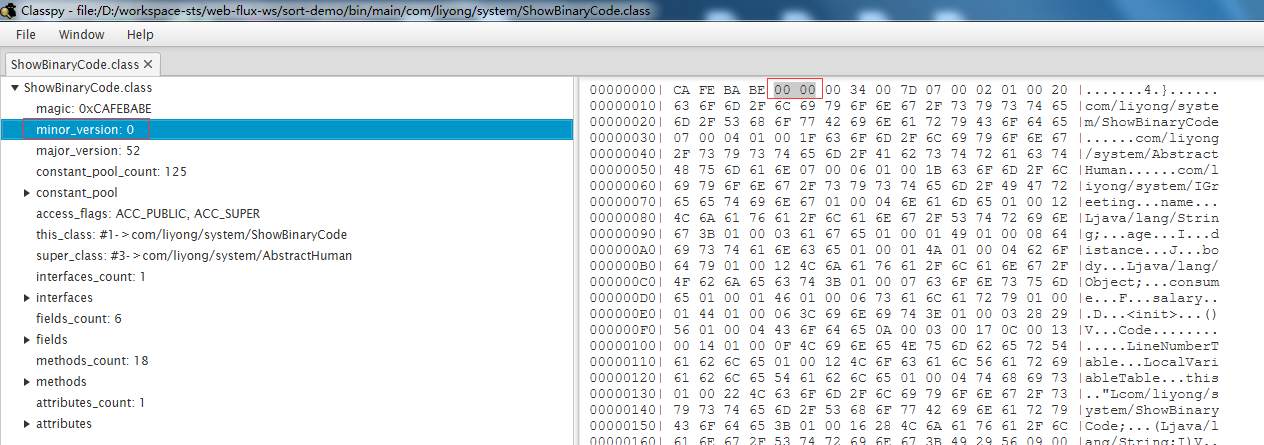 Classpy - file:/D:/workspace-sts/web-flux-ws/sort-demo/bin/main/com/liyong/system/ShowBinaryCode.class
File Window Help
ShowBinaryCode.class ✕
ShowBinaryCode.class
magic: 0xCAFEBABE
minor_version: 0
major_version: 52
constant_pool_count: 125
constant_pool
access_flags: ACC_PUBLIC, ACC_SUPER
this_class: #1->com/liyong/system/ShowBinaryCode
super_class: #3->com/liyong/system/AbstractHuman
interfaces_count: 1
interfaces
fields_count: 6
fields
methods_count: 18
methods
attributes_count: 1
attributes
00000000| CA FE BA BE 00 00 00 34 00 7D 07 00 02 01 00 20 |.......4.}......
00000010| 63 6F 6D 2F 6C 69 79 6F 6E 67 2F 73 79 73 74 65 |com/liyong/syste
00000020| 6D 2F 53 68 6F 77 42 69 6E 61 72 79 43 6F 64 65 |m/ShowBinaryCode
00000030| 07 00 04 01 00 1F 63 6F 6D 2F 6C 69 79 6F 6E 67 |......com/liyong
00000040| 2F 73 79 73 74 65 6D 2F 41 62 73 74 72 61 63 74 |/system/Abstract
00000050| 48 75 6D 61 6E 07 00 06 01 00 1B 63 6F 6D 2F 6C |Human......com/l
00000060| 69 79 6F 6E 67 2F 73 79 73 74 65 6D 2F 49 47 72 |iyong/system/IGr
00000070| 65 65 74 69 6E 67 01 00 04 6E 61 6D 65 01 00 12 |eeting...name...
00000080| 4C 6A 61 76 61 2F 6C 61 6E 67 2F 53 74 72 69 6E |Ljava/lang/Strin
00000090| 67 3B 01 00 03 61 67 65 01 00 01 49 01 00 08 64 |g;...age...I...d
000000A0| 69 73 74 61 6E 63 65 01 00 01 4A 01 00 04 62 6F |istance...J...bo
000000B0| 64 79 01 00 12 4C 6A 61 76 61 2F 6C 61 6E 67 2F |dy...Ljava/lang/
000000C0| 4F 62 6A 65 63 74 3B 01 00 07 63 6F 6E 73 75 6D |Object;...consum
000000D0| 65 01 00 01 46 01 00 06 73 61 6C 61 72 79 01 00 |e...F...salary..
000000E0| 01 44 01 00 06 3C 69 6E 69 74 3E 01 00 03 28 29 |.D...<init>...()
000000F0| 56 01 00 04 43 6F 64 65 0A 00 03 00 17 0C 00 13 |V...Code........
00000100| 00 14 01 00 0F 4C 69 6E 65 4E 75 6D 62 65 72 54 |.....LineNumberT
00000110| 61 62 6C 65 01 00 12 4C 6F 63 61 6C 56 61 72 69 |able...LocalVari
00000120| 61 62 6C 65 54 61 62 6C 65 01 00 04 74 68 69 73 |ableTable...this
00000130| 01 00 22 4C 63 6F 6D 2F 6C 69 79 6F 6E 67 2F 73 |.."Lcom/liyong/s
00000140| 79 73 74 65 6D 2F 53 68 6F 77 42 69 6E 61 72 79 |ystem/ShowBinary
00000150| 43 6F 64 65 3B 01 00 16 28 4C 6A 61 76 61 2F 6C |Code;...(Ljava/l
00000160| 61 6E 67 2F 53 74 72 69 6E 67 3B 49 29 56 09 00 |ang/String;I)V..